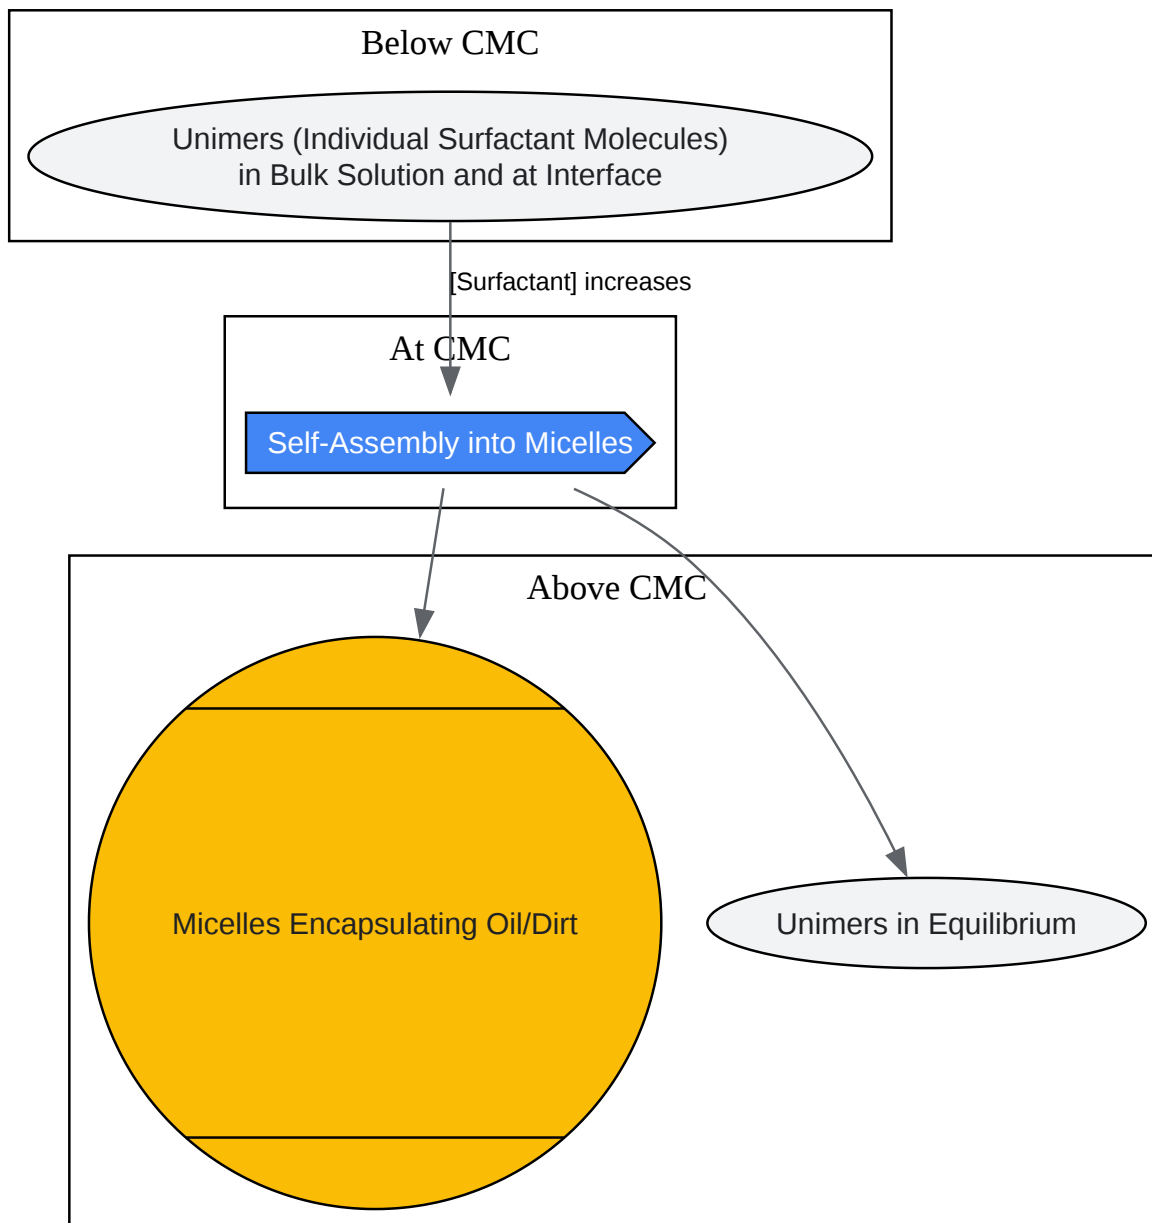 Below CMC
Unimers (Individual Surfactant Molecules)
in Bulk Solution and at Interface
[Surfactant] increases
At CMC
Self-Assembly into Micelles
Above CMC
Micelles Encapsulating Oil/Dirt
Unimers in Equilibrium